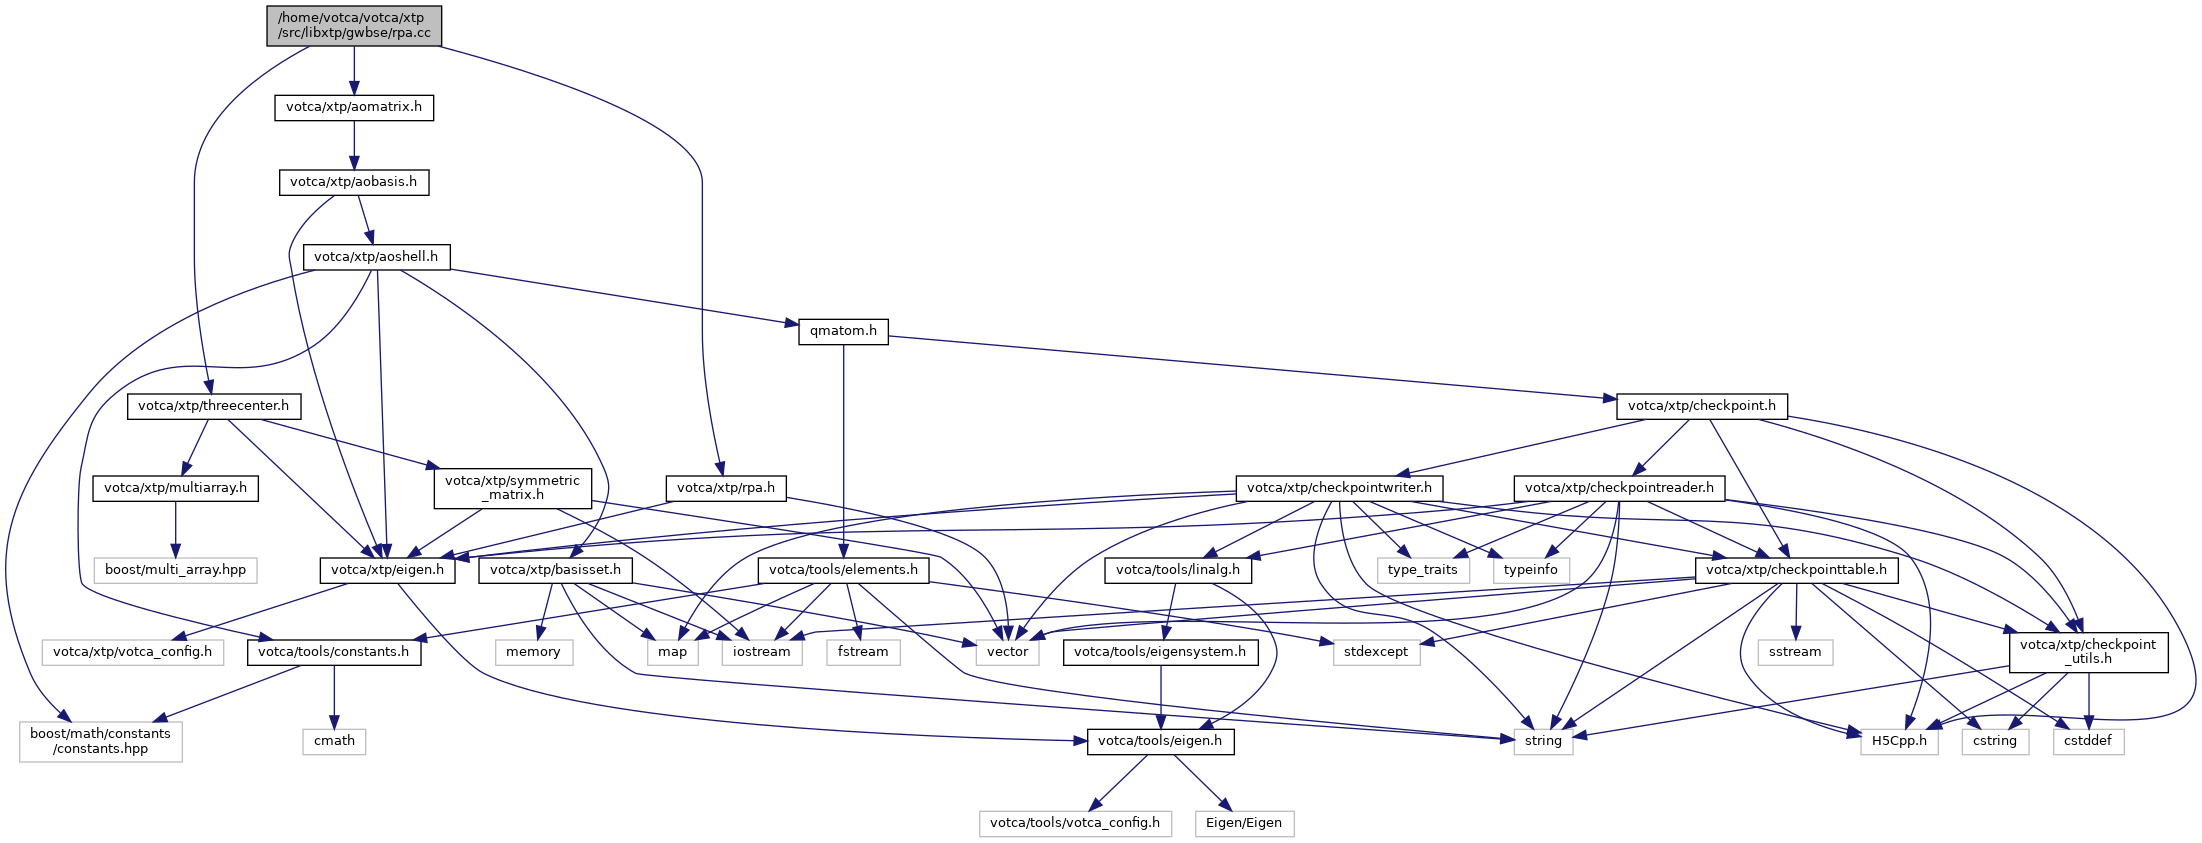 /home/votca/votca/xtp
/src/libxtp/gwbse/rpa.cc
votca/xtp/aomatrix.h
votca/xtp/aobasis.h
votca/xtp/aoshell.h
qmatom.h
votca/xtp/threecenter.h
votca/xtp/checkpoint.h
votca/xtp/multiarray.h
votca/xtp/symmetric
_matrix.h
votca/xtp/rpa.h
votca/xtp/checkpointwriter.h
votca/xtp/checkpointreader.h
boost/multi_array.hpp
votca/xtp/eigen.h
votca/xtp/basisset.h
votca/tools/elements.h
votca/tools/linalg.h
type_traits
typeinfo
votca/xtp/checkpointtable.h
votca/xtp/votca_config.h
votca/tools/constants.h
memory
map
iostream
fstream
vector
votca/tools/eigensystem.h
stdexcept
sstream
votca/xtp/checkpoint
_utils.h
boost/math/constants
/constants.hpp
cmath
votca/tools/eigen.h
string
H5Cpp.h
cstring
cstddef
votca/tools/votca_config.h
Eigen/Eigen